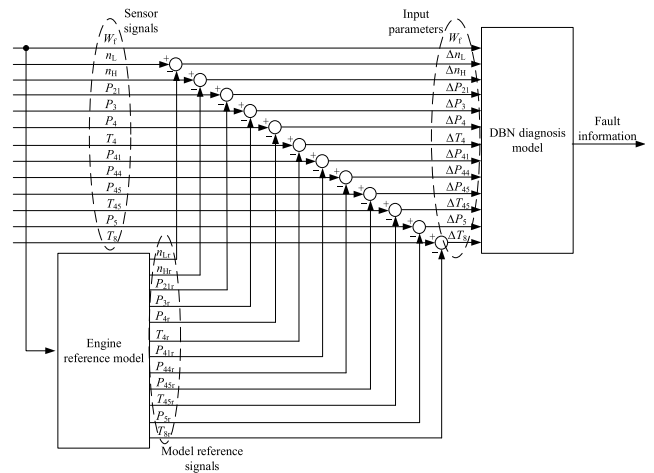 Sensor
signals
Input
parameters
W_f
n_L
n_H
P_21
P_3
P_4
T_4
P_41
P_44
P_45
T_45
P_5
T_8
W_f
Δn_L
Δn_H
ΔP_21
ΔP_3
ΔP_4
ΔT_4
ΔP_41
ΔP_44
ΔP_45
ΔT_45
ΔP_5
ΔT_8
DBN diagnosis
model
Fault
information
Engine
reference model
n_Lr
n_Hr
P_21r
P_3r
P_4r
T_4r
P_41r
P_44r
P_45r
T_45r
P_5r
T_8r
Model reference
signals